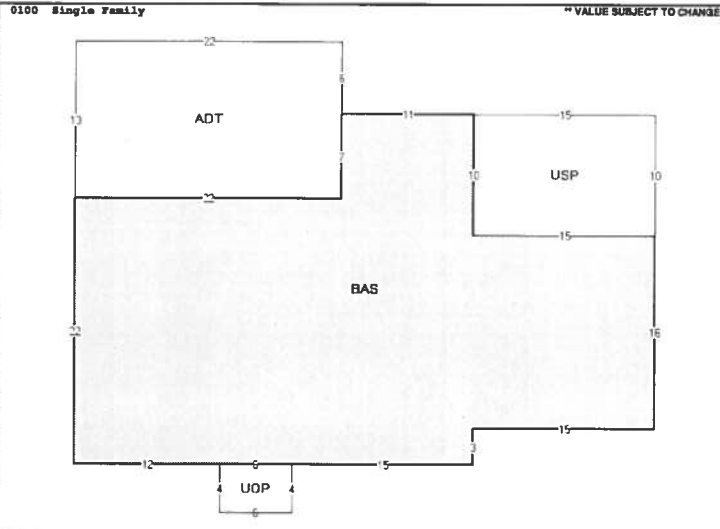 0100 Single Family ** VALUE SUBJECT TO CHANGE
22
6
13 ADT 11 15
7 10 USP 10
22
15
BAS
22 16
15
3
12 6 15
4 UOP 4
6